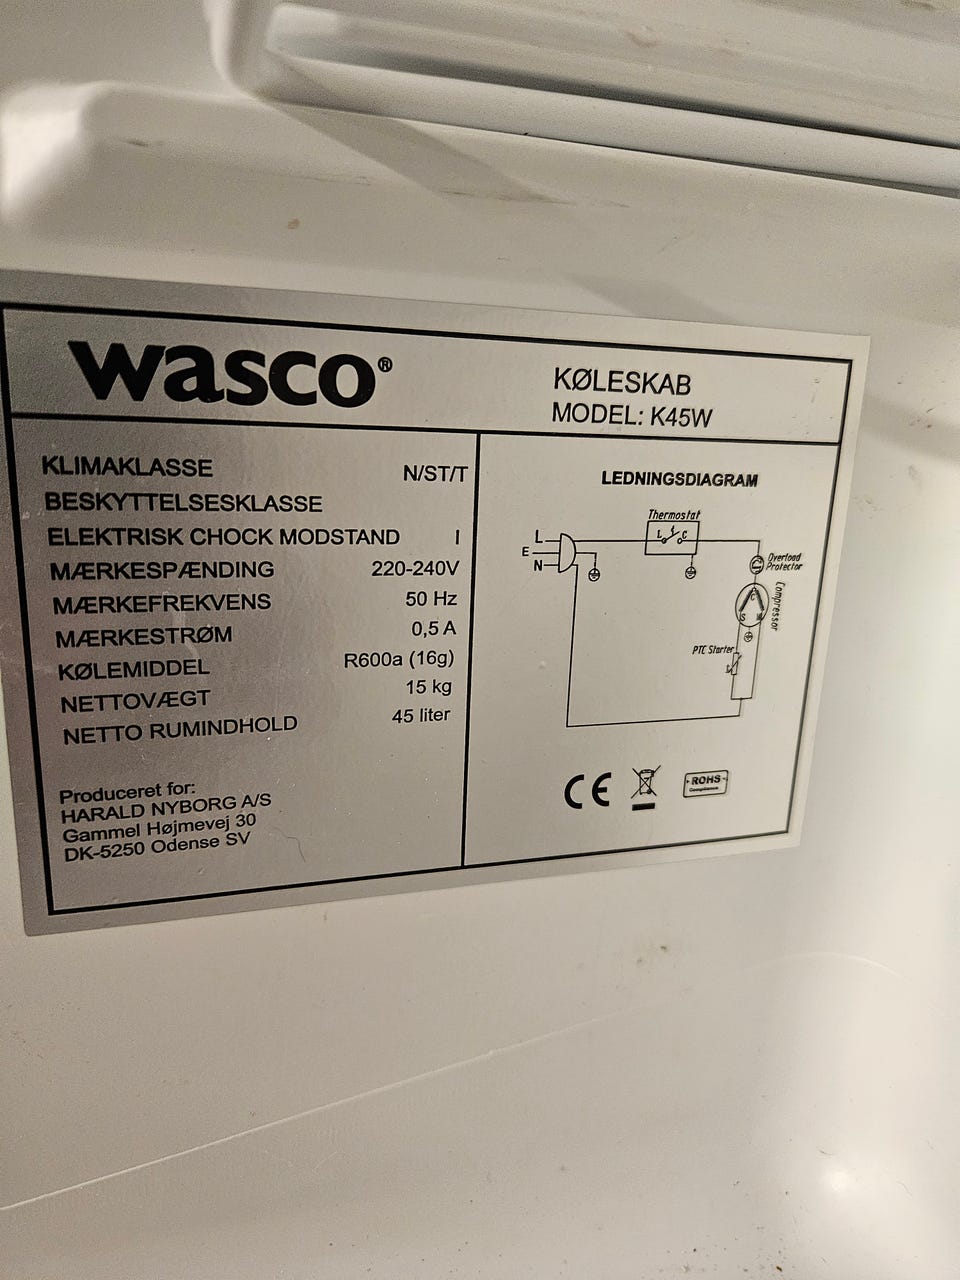 wasco®
KØLESKAB
MODEL: K45W
KLIMAKLASSE N/ST/T
BESKYTTELSESKLASSE
ELEKTRISK CHOCK MODSTAND I
MÆRKESPÆNDING 220-240V
MÆRKEFREKVENS 50 Hz
MÆRKESTRØM 0,5 A
KØLEMIDDEL R600a (16g)
NETTOVÆGT 15 kg
NETTO RUMINDHOLD 45 liter
Produceret for:
HARALD NYBORG A/S
Gammel Højmevej 30
DK-5250 Odense SV
LEDNINGSDIAGRAM
Thermostat
L C
L
E
N
Overload
Protector
C
S M
Compressor
PTC Starter
CE
ROHS
Compliance